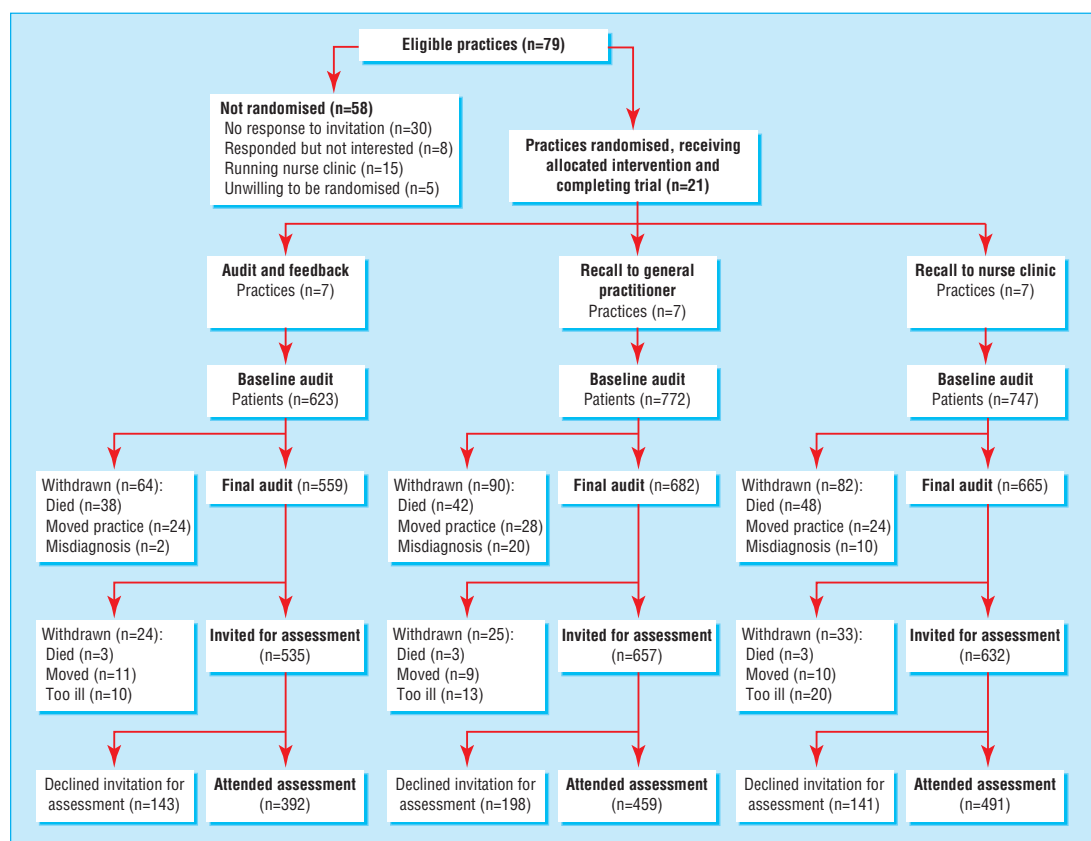 Eligible practices (n=79)
Not randomised (n=58)
No response to invitation (n=30)
Responded but not interested (n=8)
Running nurse clinic (n=15)
Unwilling to be randomised (n=5)
Practices randomised, receiving
allocated intervention and
completing trial (n=21)
Audit and feedback
Practices (n=7)
Recall to general
practitioner
Practices (n=7)
Recall to nurse clinic
Practices (n=7)
Baseline audit
Patients (n=623)
Baseline audit
Patients (n=772)
Baseline audit
Patients (n=747)
Withdrawn (n=64):
Died (n=38)
Moved practice (n=24)
Misdiagnosis (n=2)
Final audit (n=559)
Withdrawn (n=90):
Died (n=42)
Moved practice (n=28)
Misdiagnosis (n=20)
Final audit (n=682)
Withdrawn (n=82):
Died (n=48)
Moved practice (n=24)
Misdiagnosis (n=10)
Final audit (n=665)
Withdrawn (n=24):
Died (n=3)
Moved (n=11)
Too ill (n=10)
Invited for assessment
(n=535)
Withdrawn (n=25):
Died (n=3)
Moved (n=9)
Too ill (n=13)
Invited for assessment
(n=657)
Withdrawn (n=33):
Died (n=3)
Moved (n=10)
Too ill (n=20)
Invited for assessment
(n=632)
Declined invitation for
assessment (n=143)
Attended assessment
(n=392)
Declined invitation for
assessment (n=198)
Attended assessment
(n=459)
Declined invitation for
assessment (n=141)
Attended assessment
(n=491)